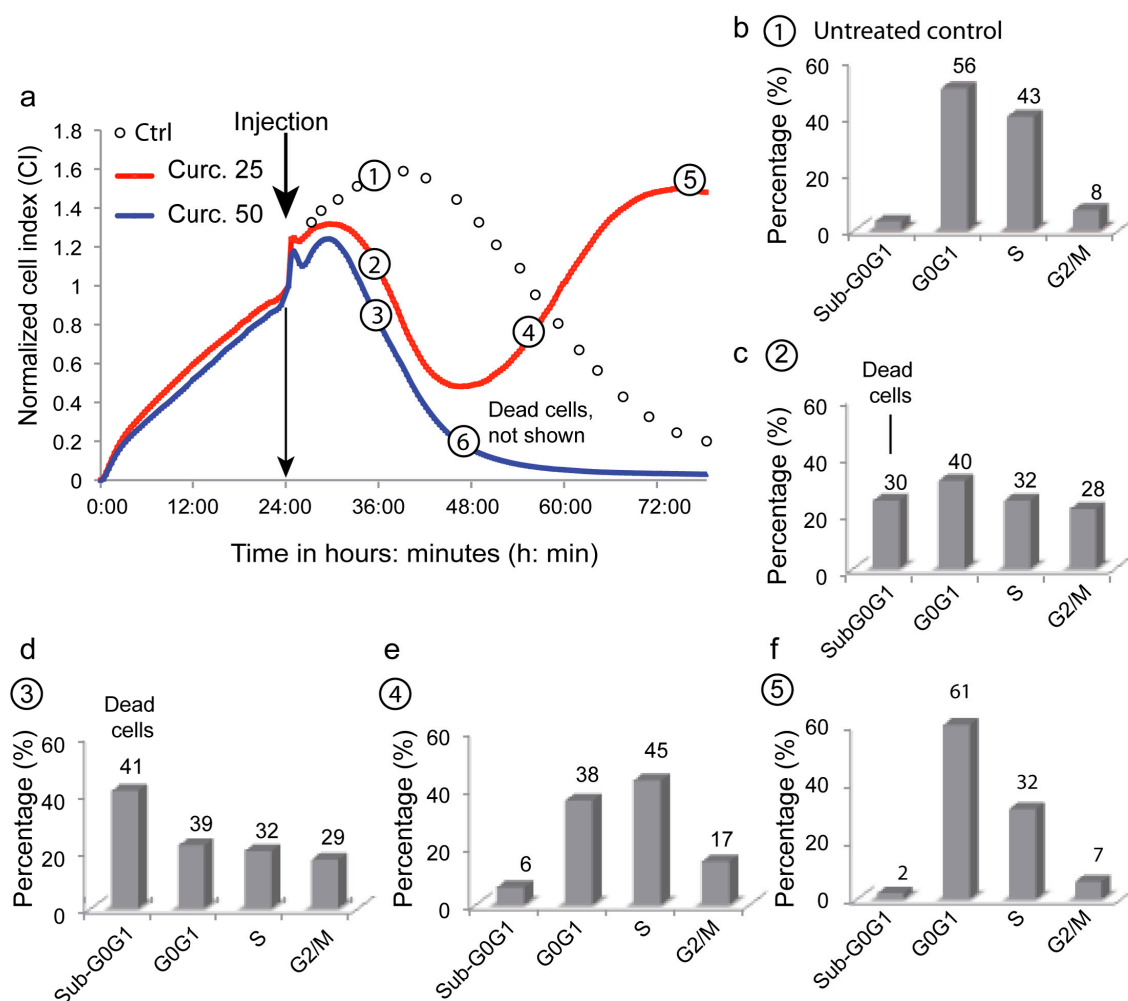 a
Normalized cell index (CI)
1.8
1.6
1.4
1.2
1
0.8
0.6
0.4
0.2
0
Ctrl
Curc. 25
Curc. 50
Injection
1
2
3
4
5
6
Dead cells,
not shown
0:00 12:00 24:00 36:00 48:00 60:00 72:00
Time in hours: minutes (h: min)
b 1 Untreated control
Percentage (%)
60
40
20
0
56
43
8
Sub-G0G1 G0G1 S G2/M
c 2
Dead
cells
Percentage (%)
60
40
20
0
30 40 32 28
SubG0G1 G0G1 S G2/M
d
3
Dead
cells
Percentage (%)
60
40
20
0
41 39 32 29
Sub-G0G1 G0G1 S G2/M
e
4
Percentage (%)
60
40
20
0
6 38 45 17
Sub-G0G1 G0G1 S G2/M
f
5
Percentage (%)
60
40
20
0
2 61 32 7
Sub-G0G1 G0G1 S G2/M